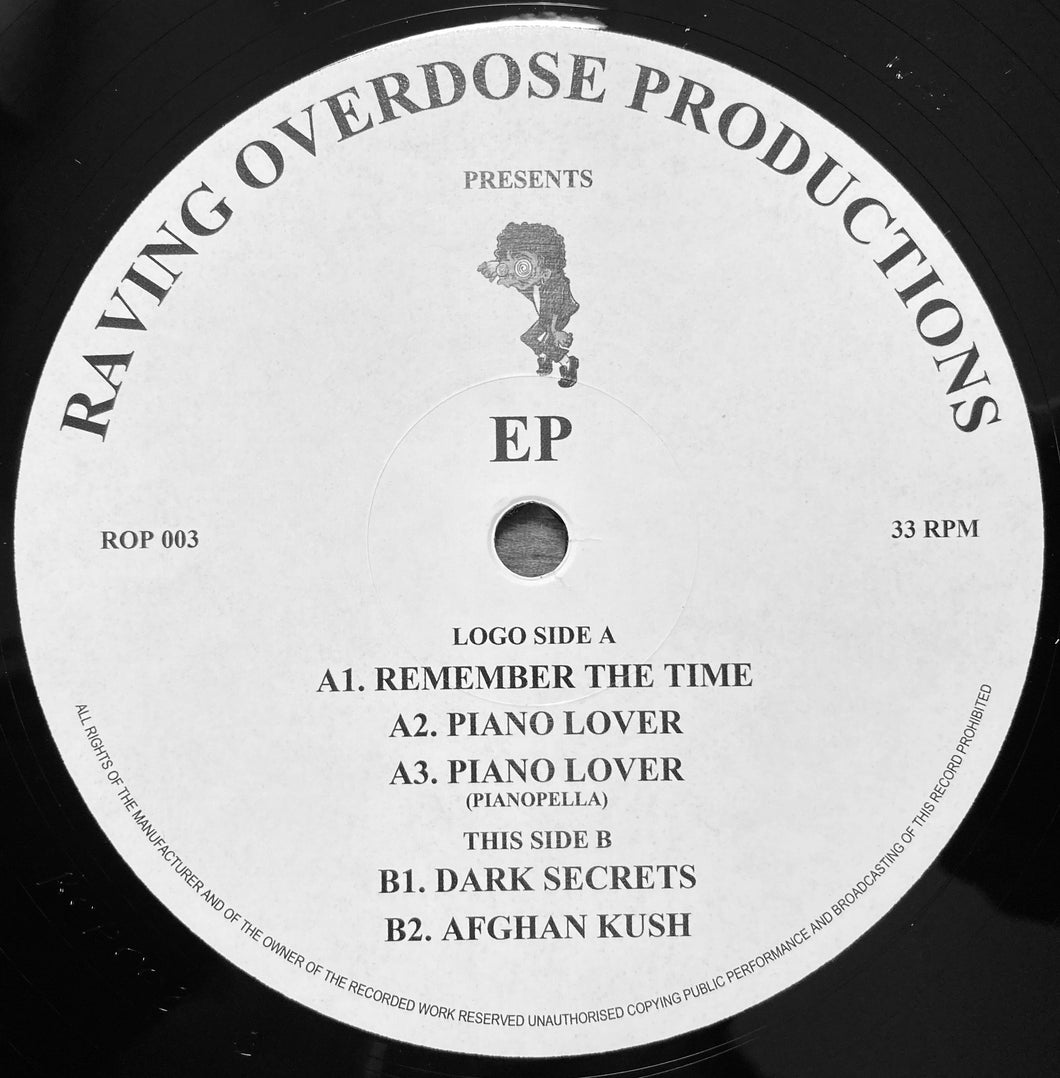 RAVING OVERDOSE PRODUCTIONS
PRESENTS
EP
ROP 003
33 RPM
LOGO SIDE A
A1. REMEMBER THE TIME
A2. PIANO LOVER
A3. PIANO LOVER
(PIANOPELLA)
THIS SIDE B
B1. DARK SECRETS
B2. AFGHAN KUSH
ALL RIGHTS OF THE MANUFACTURER AND OF THE OWNER OF THE RECORDED WORK RESERVED UNAUTHORISED COPYING PUBLIC PERFORMANCE AND BROADCASTING OF THIS RECORD PROHIBITED